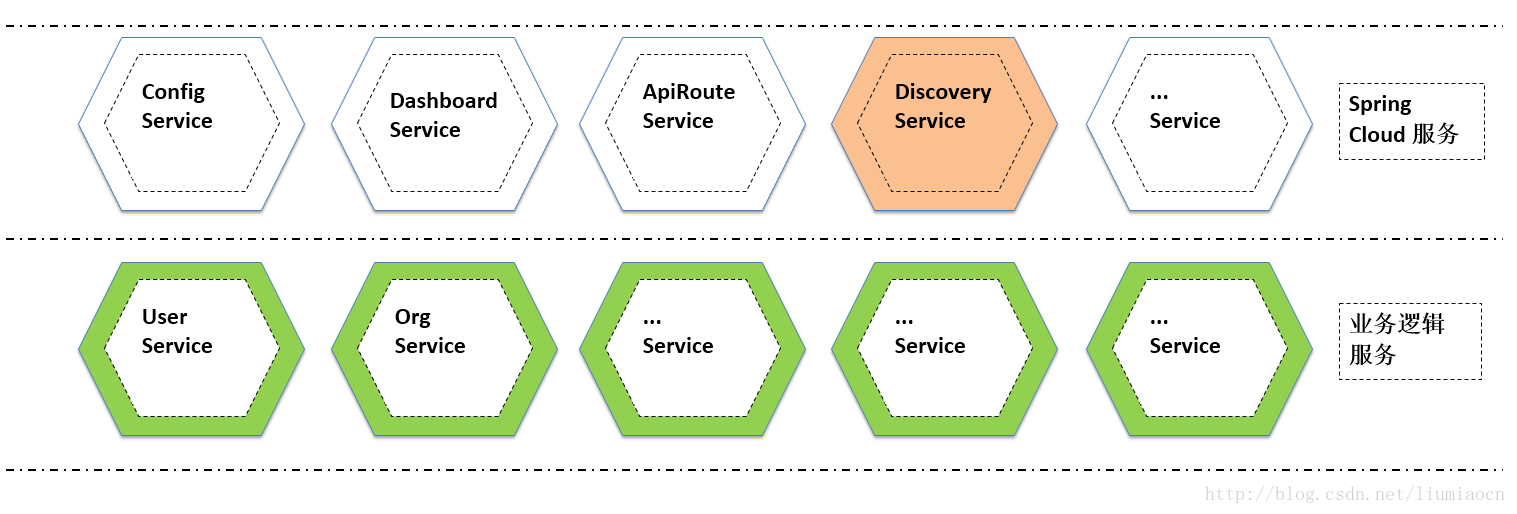 Config
Service
Dashboard
Service
ApiRoute
Service
Discovery
Service
...
Service
Spring
Cloud 服务
User
Service
Org
Service
...
Service
...
Service
...
Service
业务逻辑
服务
http://blog.csdn.net/liumiaocn